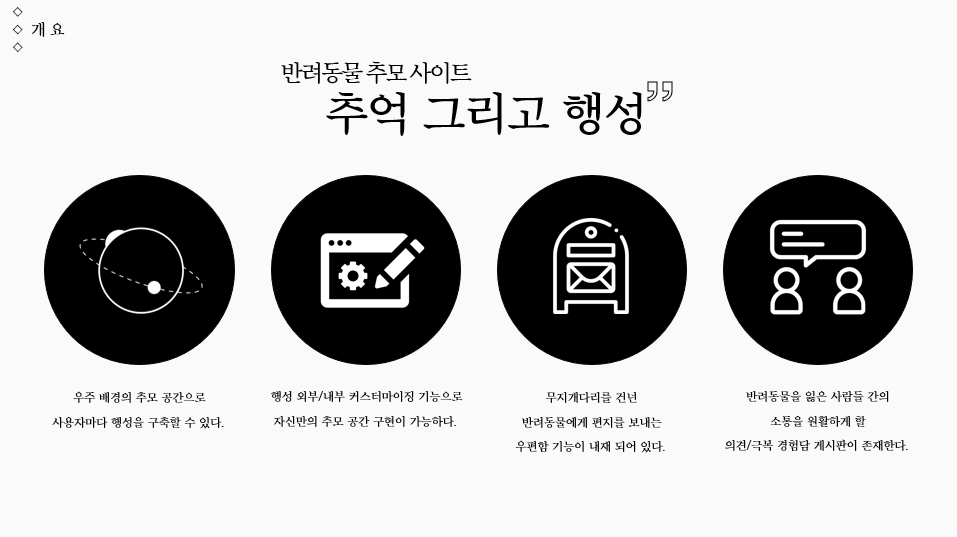 개 요
반려동물 추모 사이트
추억 그리고 행성”
우주 배경의 추모 공간으로
사용자마다 행성을 구축할 수 있다.
행성 외부/내부 커스터마이징 기능으로
자신만의 추모 공간 구현이 가능하다.
무지개다리를 건넌
반려동물에게 편지를 보내는
우편함 기능이 내재 되어 있다.
반려동물을 잃은 사람들 간의
소통을 원활하게 할
의견/극복 경험담 게시판이 존재한다.